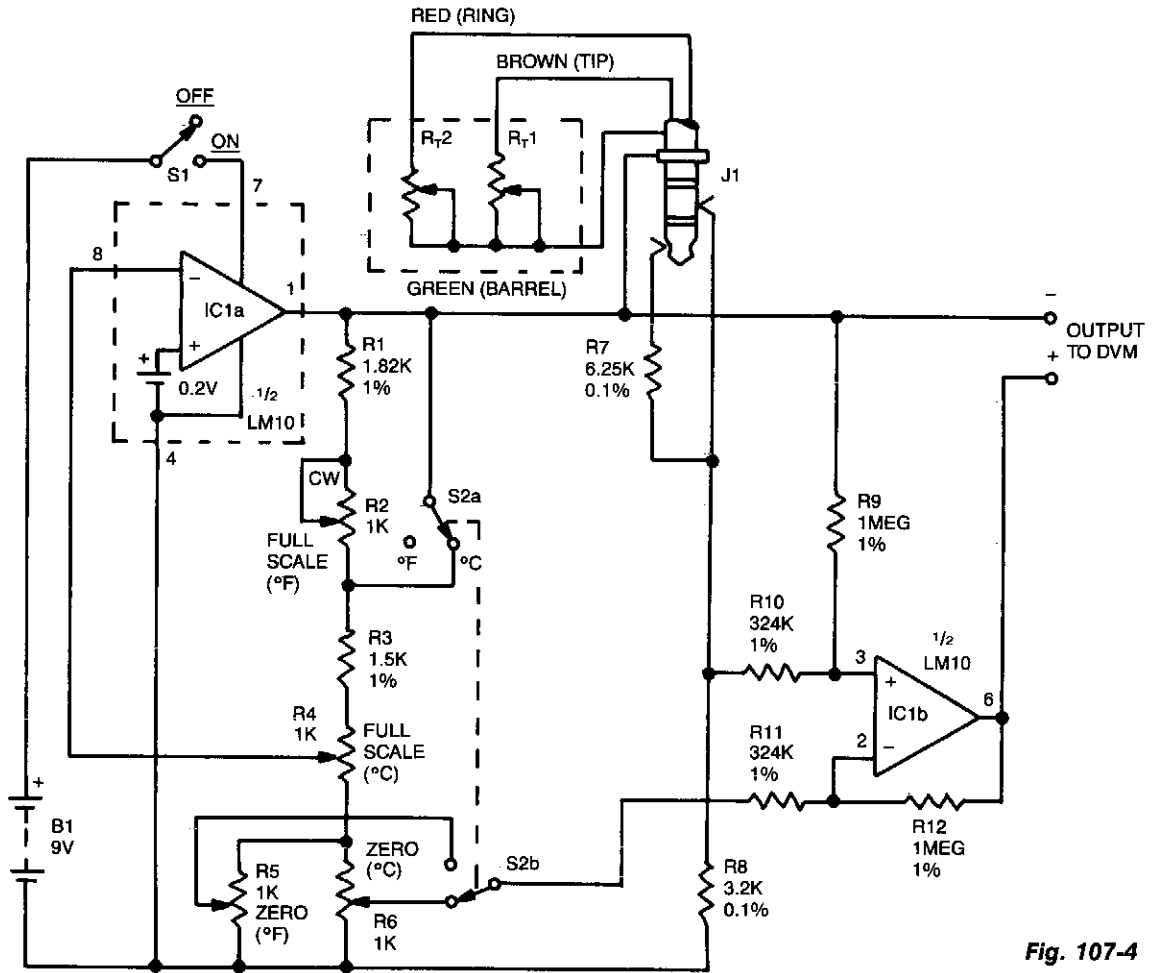 RED (RING)
BROWN (TIP)
OFF
ON
S1
7
RT2
RT1
J1
8
−
IC1a
1
+
+
0.2V
1/2
LM10
4
GREEN (BARREL)
R1
1.82K
1%
R7
6.25K
0.1%
−
OUTPUT
TO DVM
+
CW
R2
1K
FULL
SCALE
(°F)
S2a
°F
°C
R9
1MEG
1%
R3
1.5K
1%
R10
324K
1%
1/2
LM10
3
+
IC1b
6
2
−
R4
1K
FULL
SCALE
(°C)
R11
324K
1%
R12
1MEG
1%
+
B1
9V
R5
1K
ZERO
(°F)
ZERO
(°C)
R6
1K
S2b
R8
3.2K
0.1%
Fig. 107-4